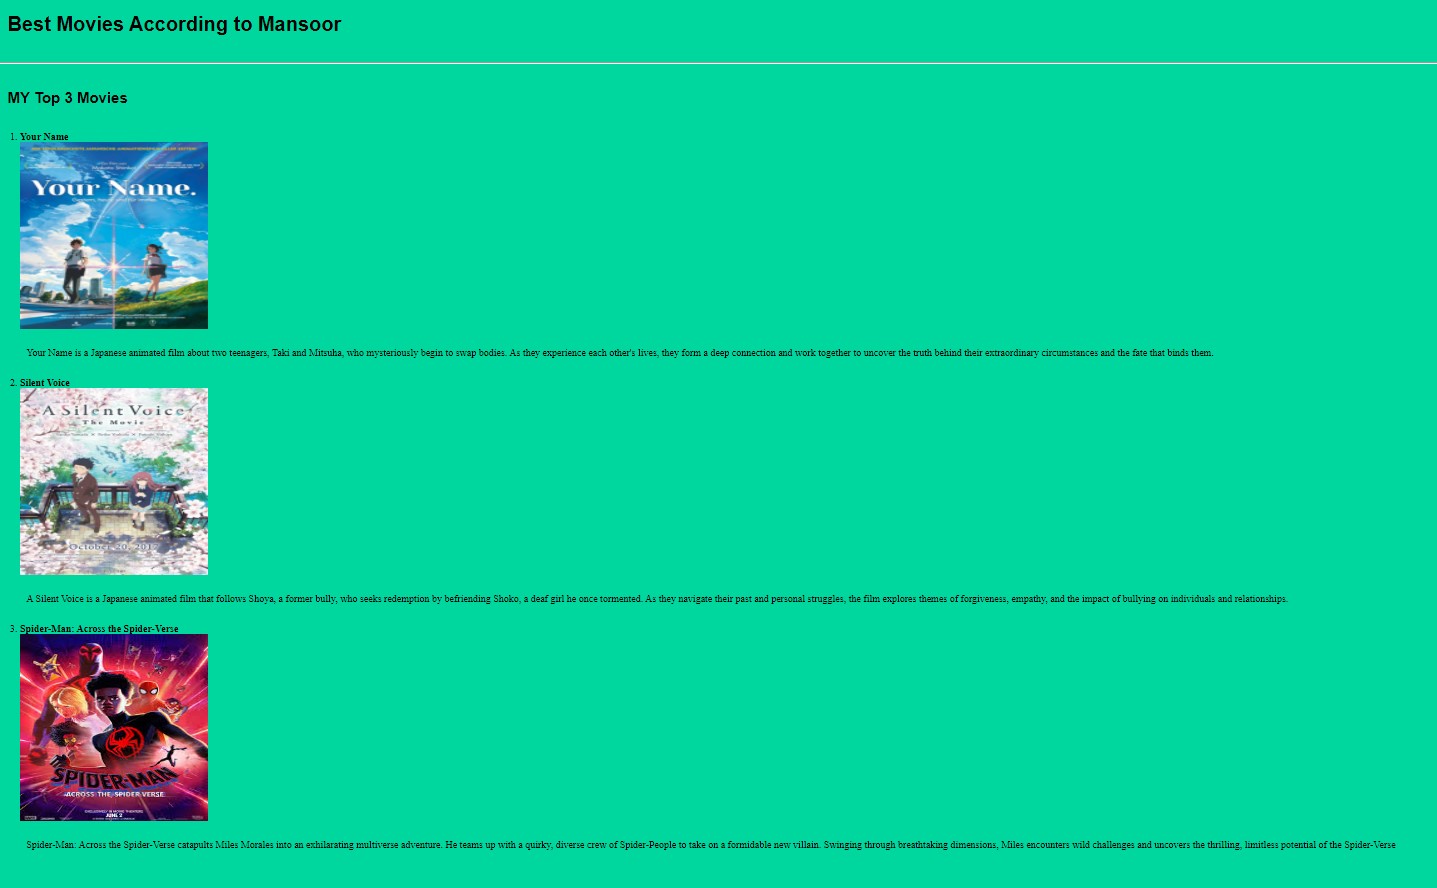 Best Movies According to Mansoor
MY Top 3 Movies
1. Your Name
Your Name.
Your Name is a Japanese animated film about two teenagers, Taki and Mitsuha, who mysteriously begin to swap bodies. As they experience each other's lives, they form a deep connection and work together to uncover the truth behind their extraordinary circumstances and the fate that binds them.
2. Silent Voice
A Silent Voice
The Movie
October 20, 2017
A Silent Voice is a Japanese animated film that follows Shoya, a former bully, who seeks redemption by befriending Shoko, a deaf girl he once tormented. As they navigate their past and personal struggles, the film explores themes of forgiveness, empathy, and the impact of bullying on individuals and relationships.
3. Spider-Man: Across the Spider-Verse
SPIDER-MAN
ACROSS THE SPIDER-VERSE
EXCLUSIVELY IN MOVIE THEATERS
JUNE 2
Spider-Man: Across the Spider-Verse catapults Miles Morales into an exhilarating multiverse adventure. He teams up with a quirky, diverse crew of Spider-People to take on a formidable new villain. Swinging through breathtaking dimensions, Miles encounters wild challenges and uncovers the thrilling, limitless potential of the Spider-Verse